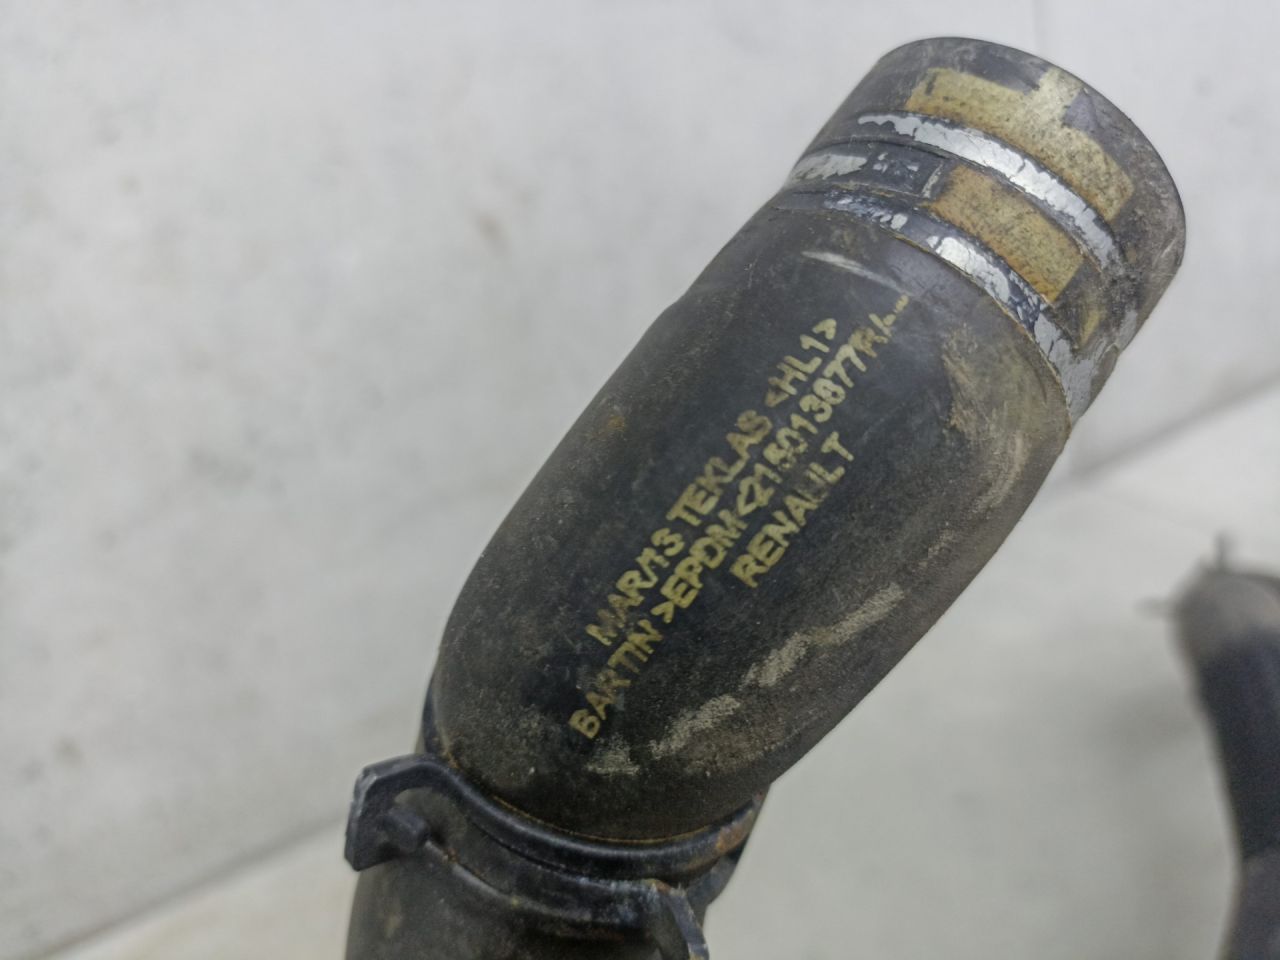 MAR/13 TEKLAS <HL1>
BARTIN >EPDM<215013877R/--
RENAULT